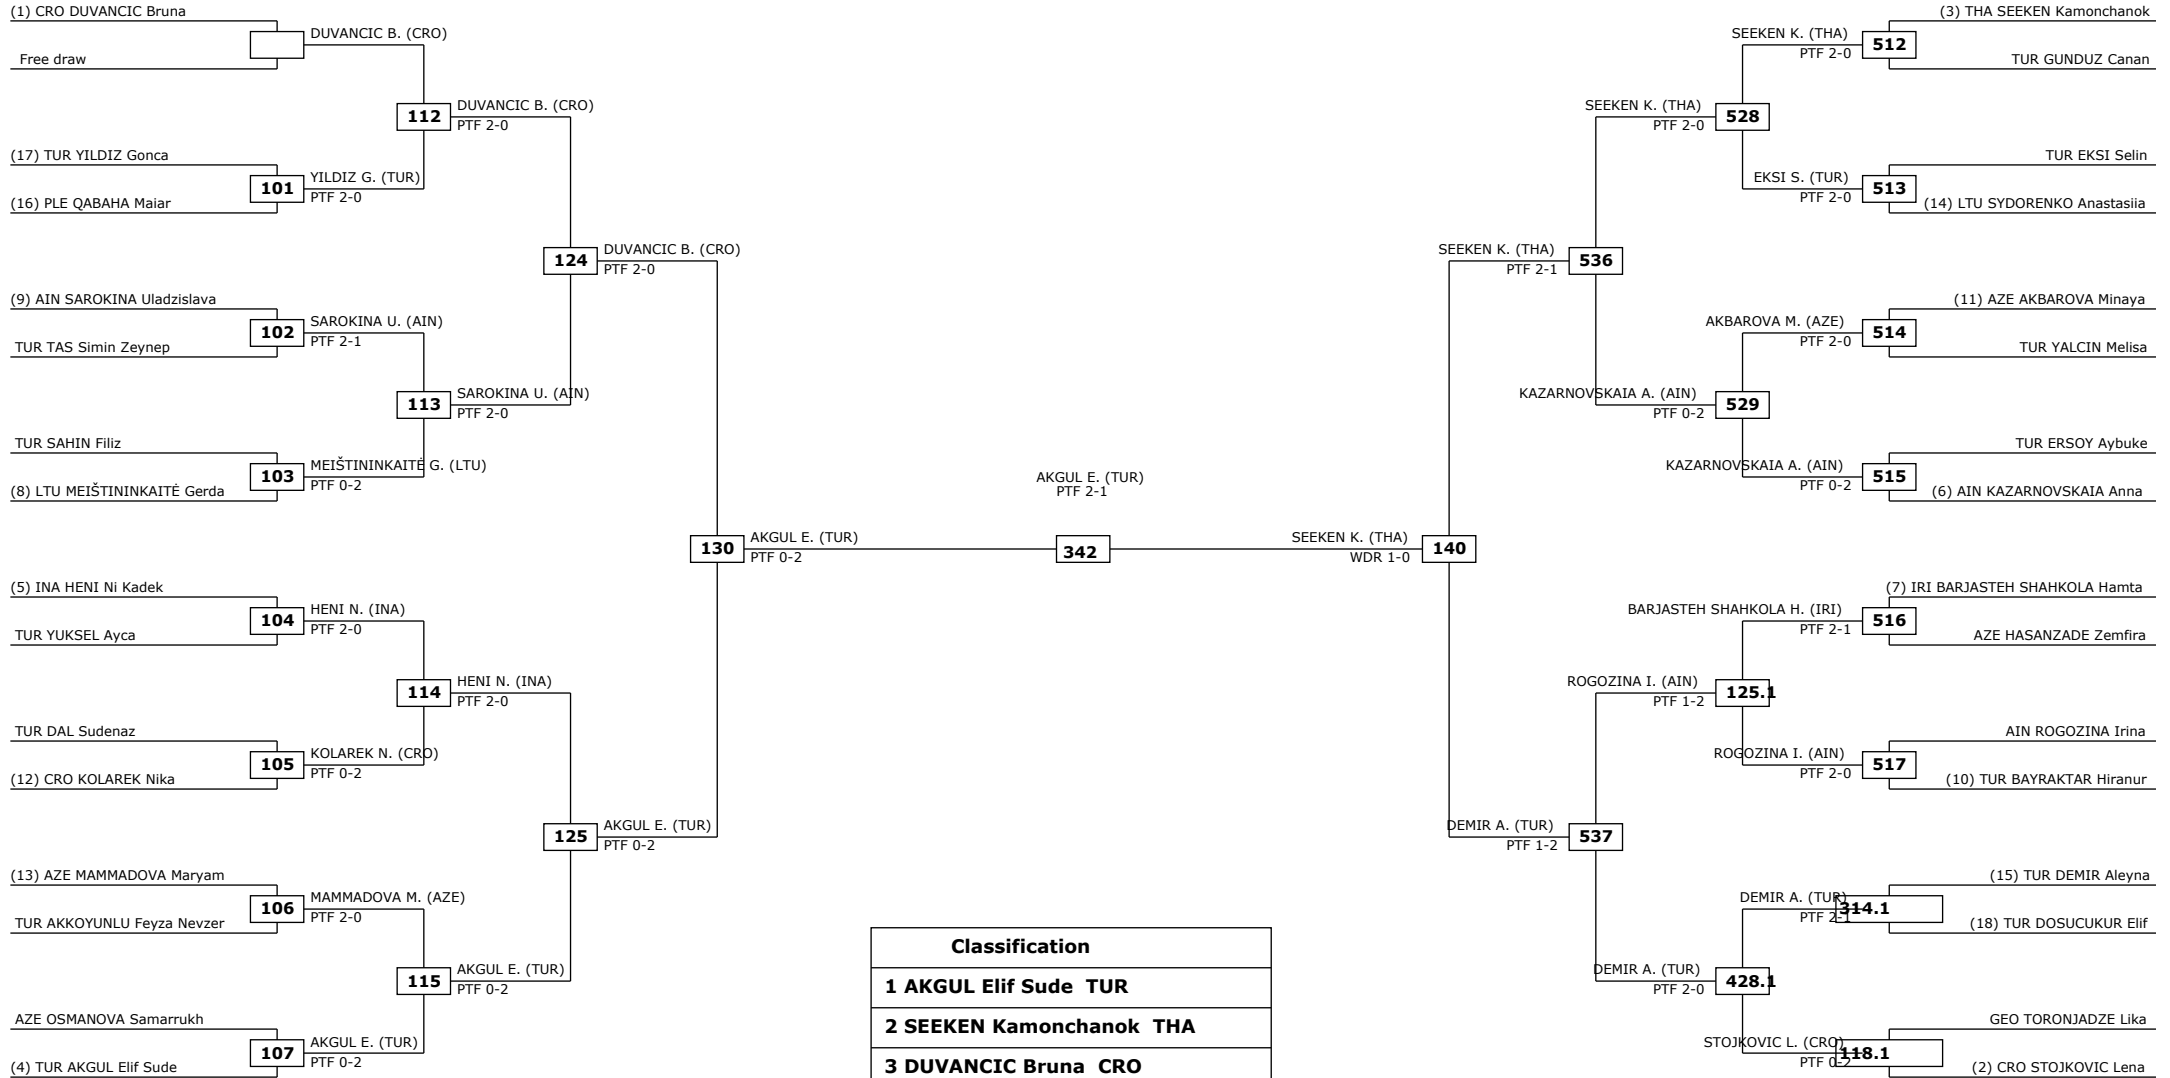 (1) CRO DUVANCIC Bruna
Free draw
DUVANCIC B. (CRO)
(17) TUR YILDIZ Gonca
(16) PLE QABAHA Maiar
101
YILDIZ G. (TUR)
PTF 2-0
112
DUVANCIC B. (CRO)
PTF 2-0
(9) AIN SAROKINA Uladzislava
TUR TAS Simin Zeynep
102
SAROKINA U. (AIN)
PTF 2-1
TUR SAHIN Filiz
(8) LTU MEIŠTININKAITĖ Gerda
103
MEIŠTININKAITĖ G. (LTU)
PTF 0-2
113
SAROKINA U. (AIN)
PTF 2-0
124
DUVANCIC B. (CRO)
PTF 2-0
(5) INA HENI Ni Kadek
TUR YUKSEL Ayca
104
HENI N. (INA)
PTF 2-0
TUR DAL Sudenaz
(12) CRO KOLAREK Nika
105
KOLAREK N. (CRO)
PTF 0-2
114
HENI N. (INA)
PTF 2-0
(13) AZE MAMMADOVA Maryam
TUR AKKOYUNLU Feyza Nevzer
106
MAMMADOVA M. (AZE)
PTF 2-0
AZE OSMANOVA Samarrukh
(4) TUR AKGUL Elif Sude
107
AKGUL E. (TUR)
PTF 0-2
115
AKGUL E. (TUR)
PTF 0-2
125
AKGUL E. (TUR)
PTF 0-2
130
AKGUL E. (TUR)
PTF 0-2
AKGUL E. (TUR)
PTF 2-1
342
SEEKEN K. (THA)
WDR 1-0
140
SEEKEN K. (THA)
PTF 2-1
536
SEEKEN K. (THA)
PTF 2-0
528
SEEKEN K. (THA)
PTF 2-0
512
(3) THA SEEKEN Kamonchanok
TUR GUNDUZ Canan
EKSI S. (TUR)
PTF 2-0
513
TUR EKSI Selin
(14) LTU SYDORENKO Anastasiia
KAZARNOVSKAIA A. (AIN)
PTF 0-2
529
AKBAROVA M. (AZE)
PTF 2-0
514
(11) AZE AKBAROVA Minaya
TUR YALCIN Melisa
KAZARNOVSKAIA A. (AIN)
PTF 0-2
515
TUR ERSOY Aybuke
(6) AIN KAZARNOVSKAIA Anna
DEMIR A. (TUR)
PTF 1-2
537
ROGOZINA I. (AIN)
PTF 1-2
125.1
BARJASTEH SHAHKOLA H. (IRI)
PTF 2-1
516
(7) IRI BARJASTEH SHAHKOLA Hamta
AZE HASANZADE Zemfira
ROGOZINA I. (AIN)
PTF 2-0
517
AIN ROGOZINA Irina
(10) TUR BAYRAKTAR Hiranur
DEMIR A. (TUR)
PTF 2-0
428.1
DEMIR A. (TUR)
PTF 2-1
314.1
(15) TUR DEMIR Aleyna
(18) TUR DOSUCUKUR Elif
STOJKOVIC L. (CRO)
PTF 0-2
118.1
GEO TORONJADZE Lika
(2) CRO STOJKOVIC Lena
Classification
1 AKGUL Elif Sude TUR
2 SEEKEN Kamonchanok THA
3 DUVANCIC Bruna CRO